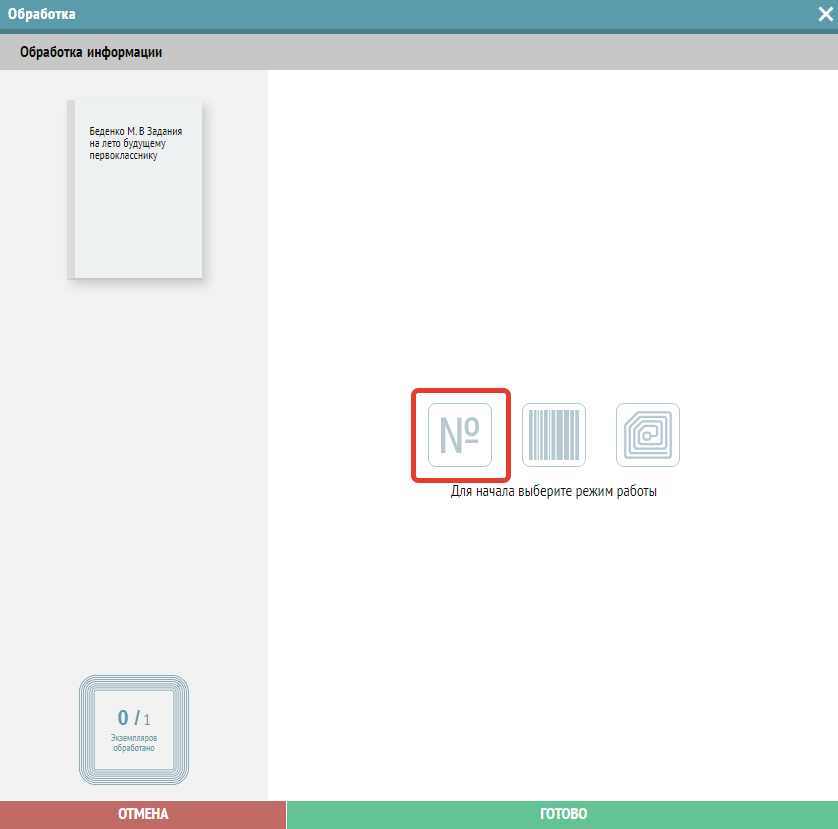 Обработка
Обработка информации
Беденко М. В Задания
на лето будущему
первокласснику
№
Для начала выберите режим работы
0 / 1
Экземпляров
обработано
ОТМЕНА
ГОТОВО